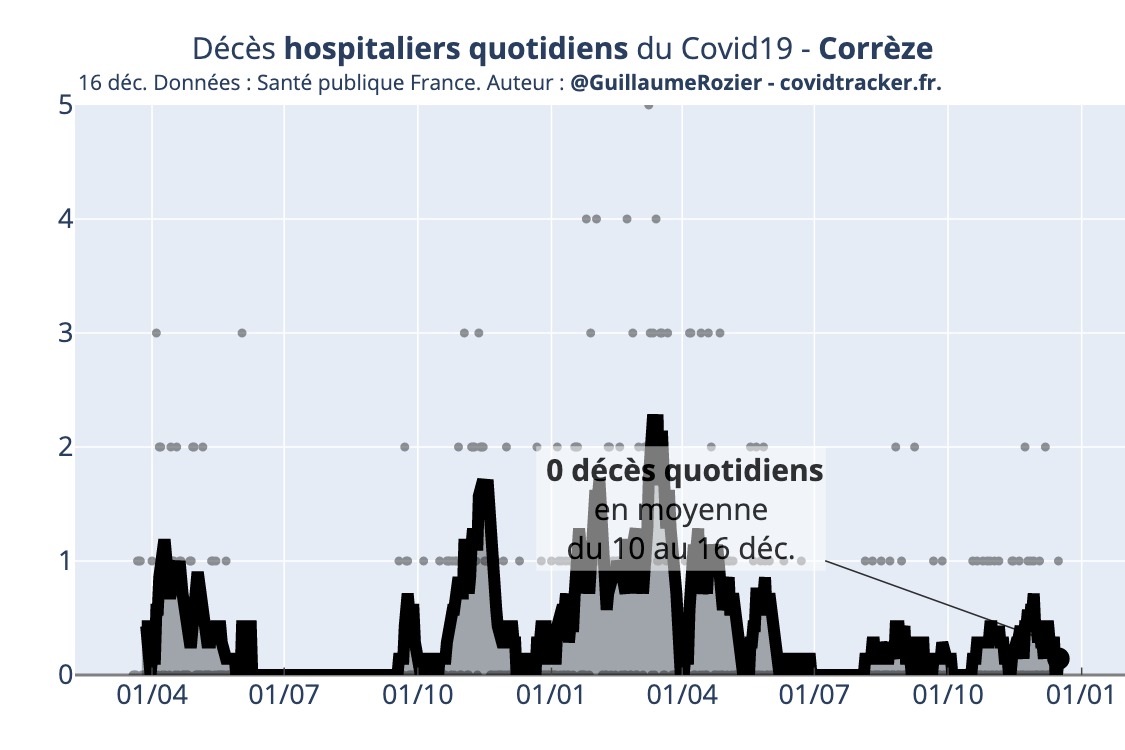 Décès hospitaliers quotidiens du Covid19 - Corrèze
16 déc. Données : Santé publique France. Auteur : @GuillaumeRozier - covidtracker.fr.
5
4
3
2
0 décès quotidiens
en moyenne
du 10 au 16 déc.
1
0
01/04 01/07 01/10 01/01 01/04 01/07 01/10 01/01